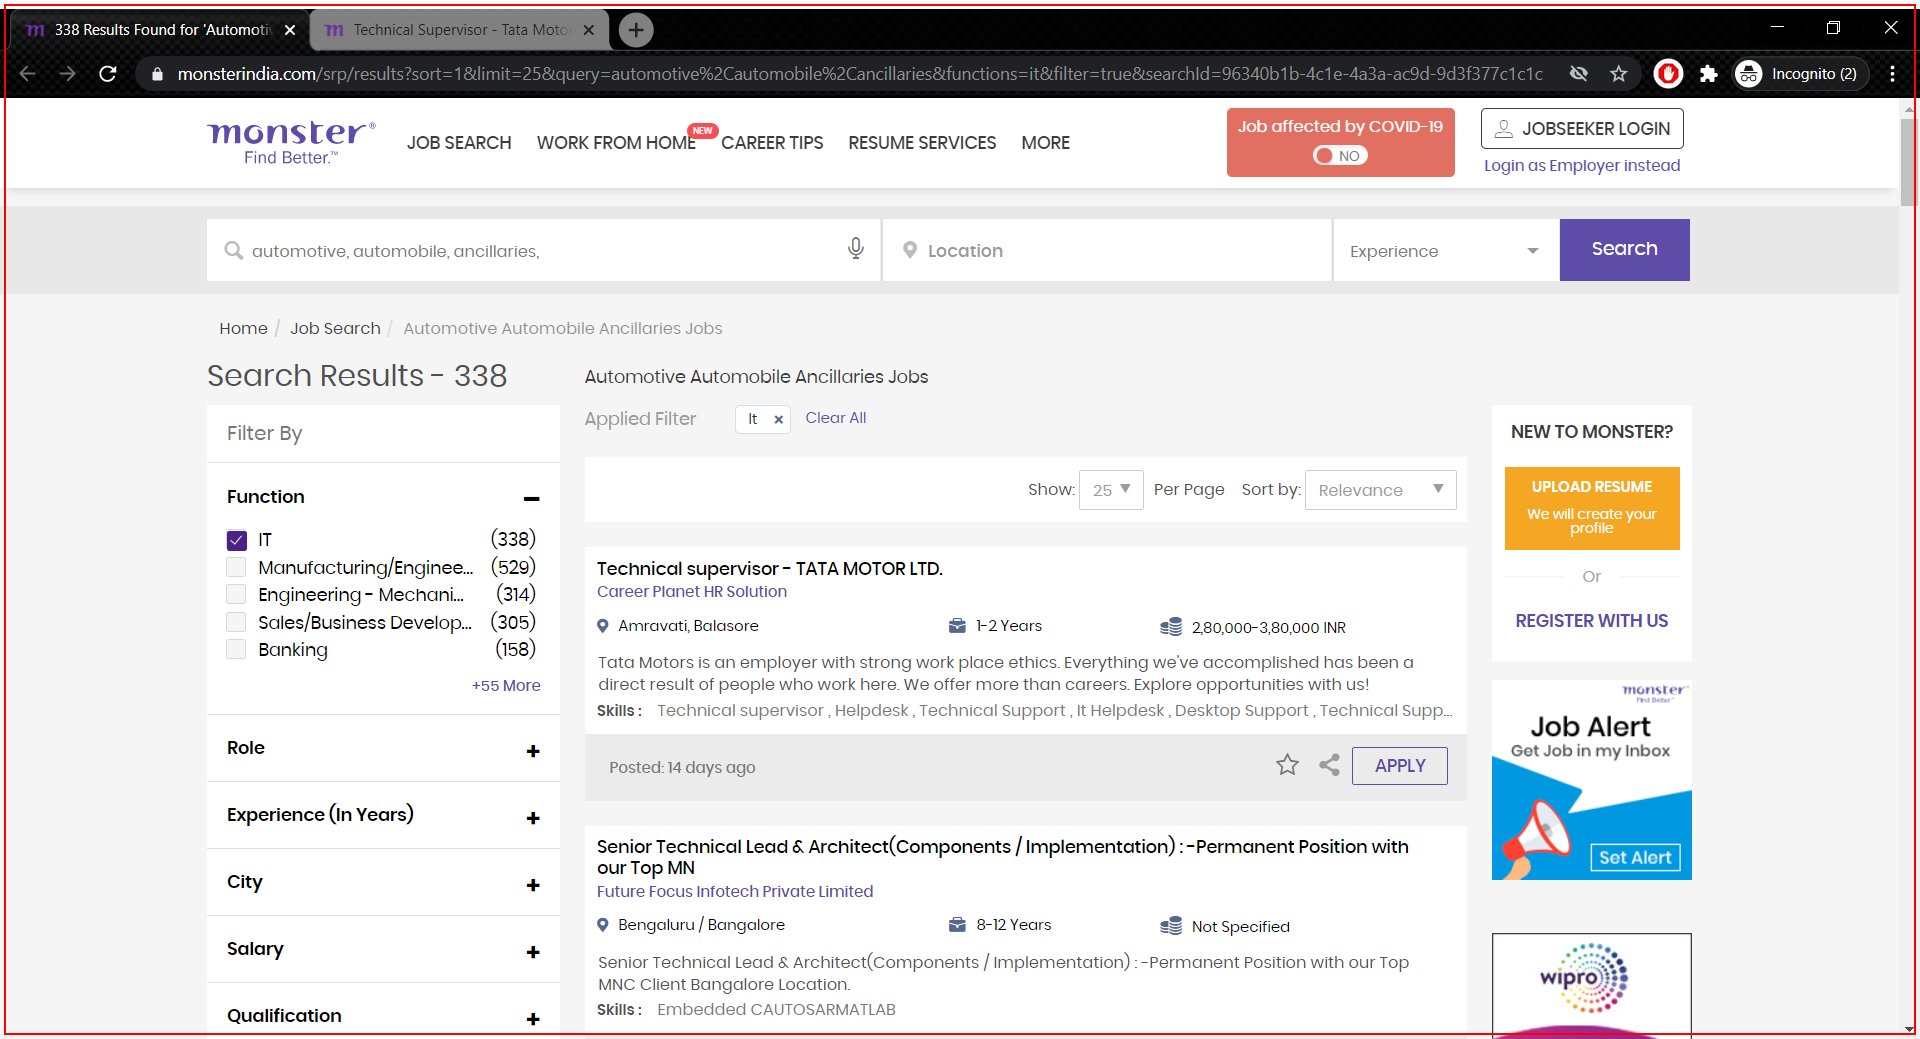 338 Results Found for 'Automotiv
Technical Supervisor - Tata Motor
monsterindia.com/srp/results?sort=1&limit=25&query=automotive%2Cautomobile%2Cancillaries&functions=it&filter=true&searchId=96340b1b-4c1e-4a3a-ac9d-9d3f377c1c1c
Incognito (2)
monster®
Find Better.™
JOB SEARCH
WORK FROM HOME
NEW
CAREER TIPS
RESUME SERVICES
MORE
Job affected by COVID-19
NO
JOBSEEKER LOGIN
Login as Employer instead
automotive, automobile, ancillaries,
Location
Experience
Search
Home / Job Search / Automotive Automobile Ancillaries Jobs
Search Results - 338
Filter By
Function
IT (338)
Manufacturing/Enginee... (529)
Engineering - Mechani... (314)
Sales/Business Develop... (305)
Banking (158)
+55 More
Role
Experience (In Years)
City
Salary
Qualification
Automotive Automobile Ancillaries Jobs
Applied Filter It × Clear All
Show: 25 Per Page Sort by: Relevance
Technical supervisor - TATA MOTOR LTD.
Career Planet HR Solution
Amravati, Balasore 1-2 Years 2,80,000-3,80,000 INR
Tata Motors is an employer with strong work place ethics. Everything we've accomplished has been a
direct result of people who work here. We offer more than careers. Explore opportunities with us!
Skills : Technical supervisor , Helpdesk , Technical Support , It Helpdesk , Desktop Support , Technical Supp...
Posted: 14 days ago
APPLY
Senior Technical Lead & Architect(Components / Implementation) : -Permanent Position with
our Top MN
Future Focus Infotech Private Limited
Bengaluru / Bangalore 8-12 Years Not Specified
Senior Technical Lead & Architect(Components / Implementation) : -Permanent Position with our Top
MNC Client Bangalore Location.
Skills : Embedded CAUTOSARMATLAB
NEW TO MONSTER?
UPLOAD RESUME
We will create your
profile
Or
REGISTER WITH US
monster
Find Better.™
Job Alert
Get Job in my Inbox
Set Alert
wipro